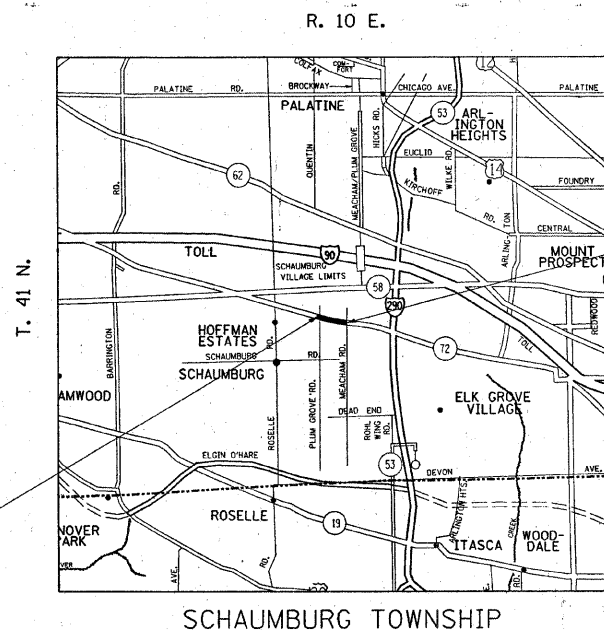 R. 10 E.
T. 41 N.
COLFAX
COM-
FORT
12
BROCKWAY
CHICAGO AVE.
PALATINE RD.
PALATINE
PALATINE
53
ARL-
INGTON
HEIGHTS
HICKS RD.
QUENTIN
MEACHAM/PLUM GROVE
EUCLID
WILKE RD.
14
62
KIRCHOFF
RD.
FOUNDRY
RD.
ARLINGTON
CENTRAL
TOLL
90
MOUNT
PROSPECT
SCHAUMBURG
VILLAGE LIMITS
58
290
REDWOOD
HOFFMAN
ESTATES
RD.
SCHAUMBURG RD.
SCHAUMBURG
72
TOLL
BARRINGTON
AMWOOD
MEACHAM RD.
PLUM GROVE RD.
ROSELLE
DEAD END
ROHL
WING
RD.
ELK GROVE
VILLAGE
ELGIN O'HARE
53
DEVON AVE.
ROSELLE
19
ARLINGTON HTS.
CREEK
NOVER
PARK
ITASCA
WOOD-
DALE
VER
AVE.
RD.
E.
RD.
SCHAUMBURG TOWNSHIP